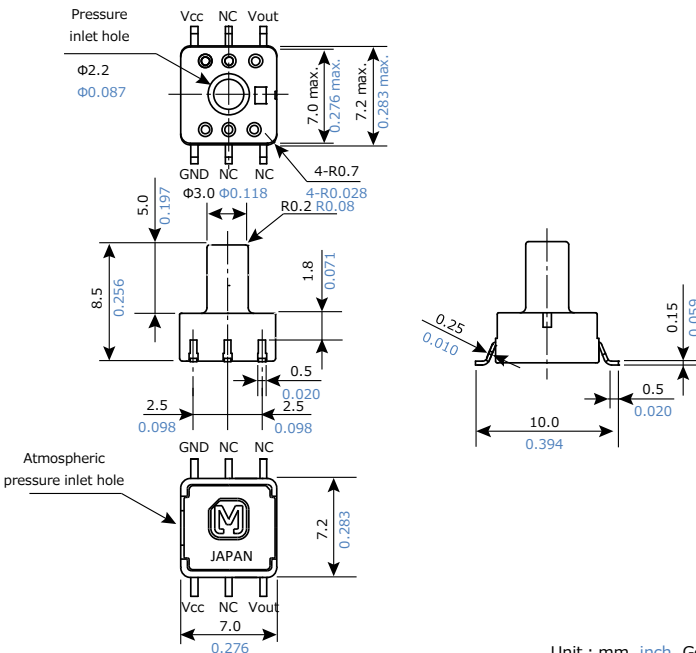 Pressure
inlet hole
Φ2.2
Φ0.087
Vcc NC Vout
7.0 max.
0.276 max.
7.2 max.
0.283 max.
GND NC NC
4-R0.7
4-R0.028
Φ3.0 Φ0.118
R0.2 R0.08
5.0
0.197
8.5
0.256
1.8
0.071
0.5
0.020
2.5
0.098
2.5
0.098
0.25
0.010
0.15
0.059
0.5
0.020
10.0
0.394
GND NC NC
Atmospheric
pressure inlet hole
M
JAPAN
7.2
0.283
Vcc NC Vout
7.0
0.276
Unit : mm inch